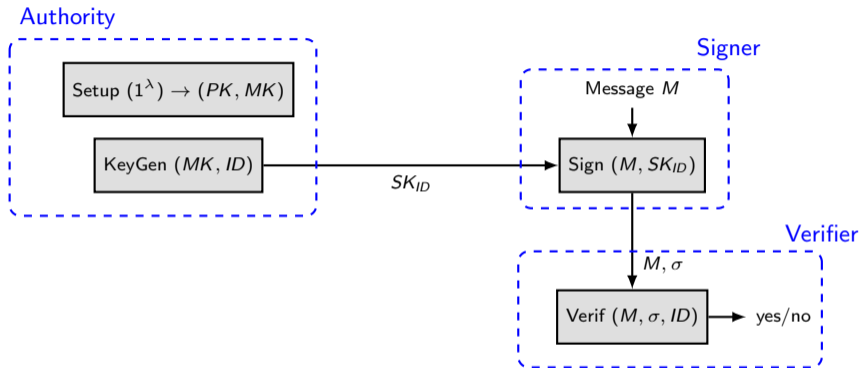 Authority
Setup (1^λ) → (PK, MK)
KeyGen (MK, ID)
SK_ID
Signer
Message M
Sign (M, SK_ID)
M, σ
Verifier
Verif (M, σ, ID)
yes/no